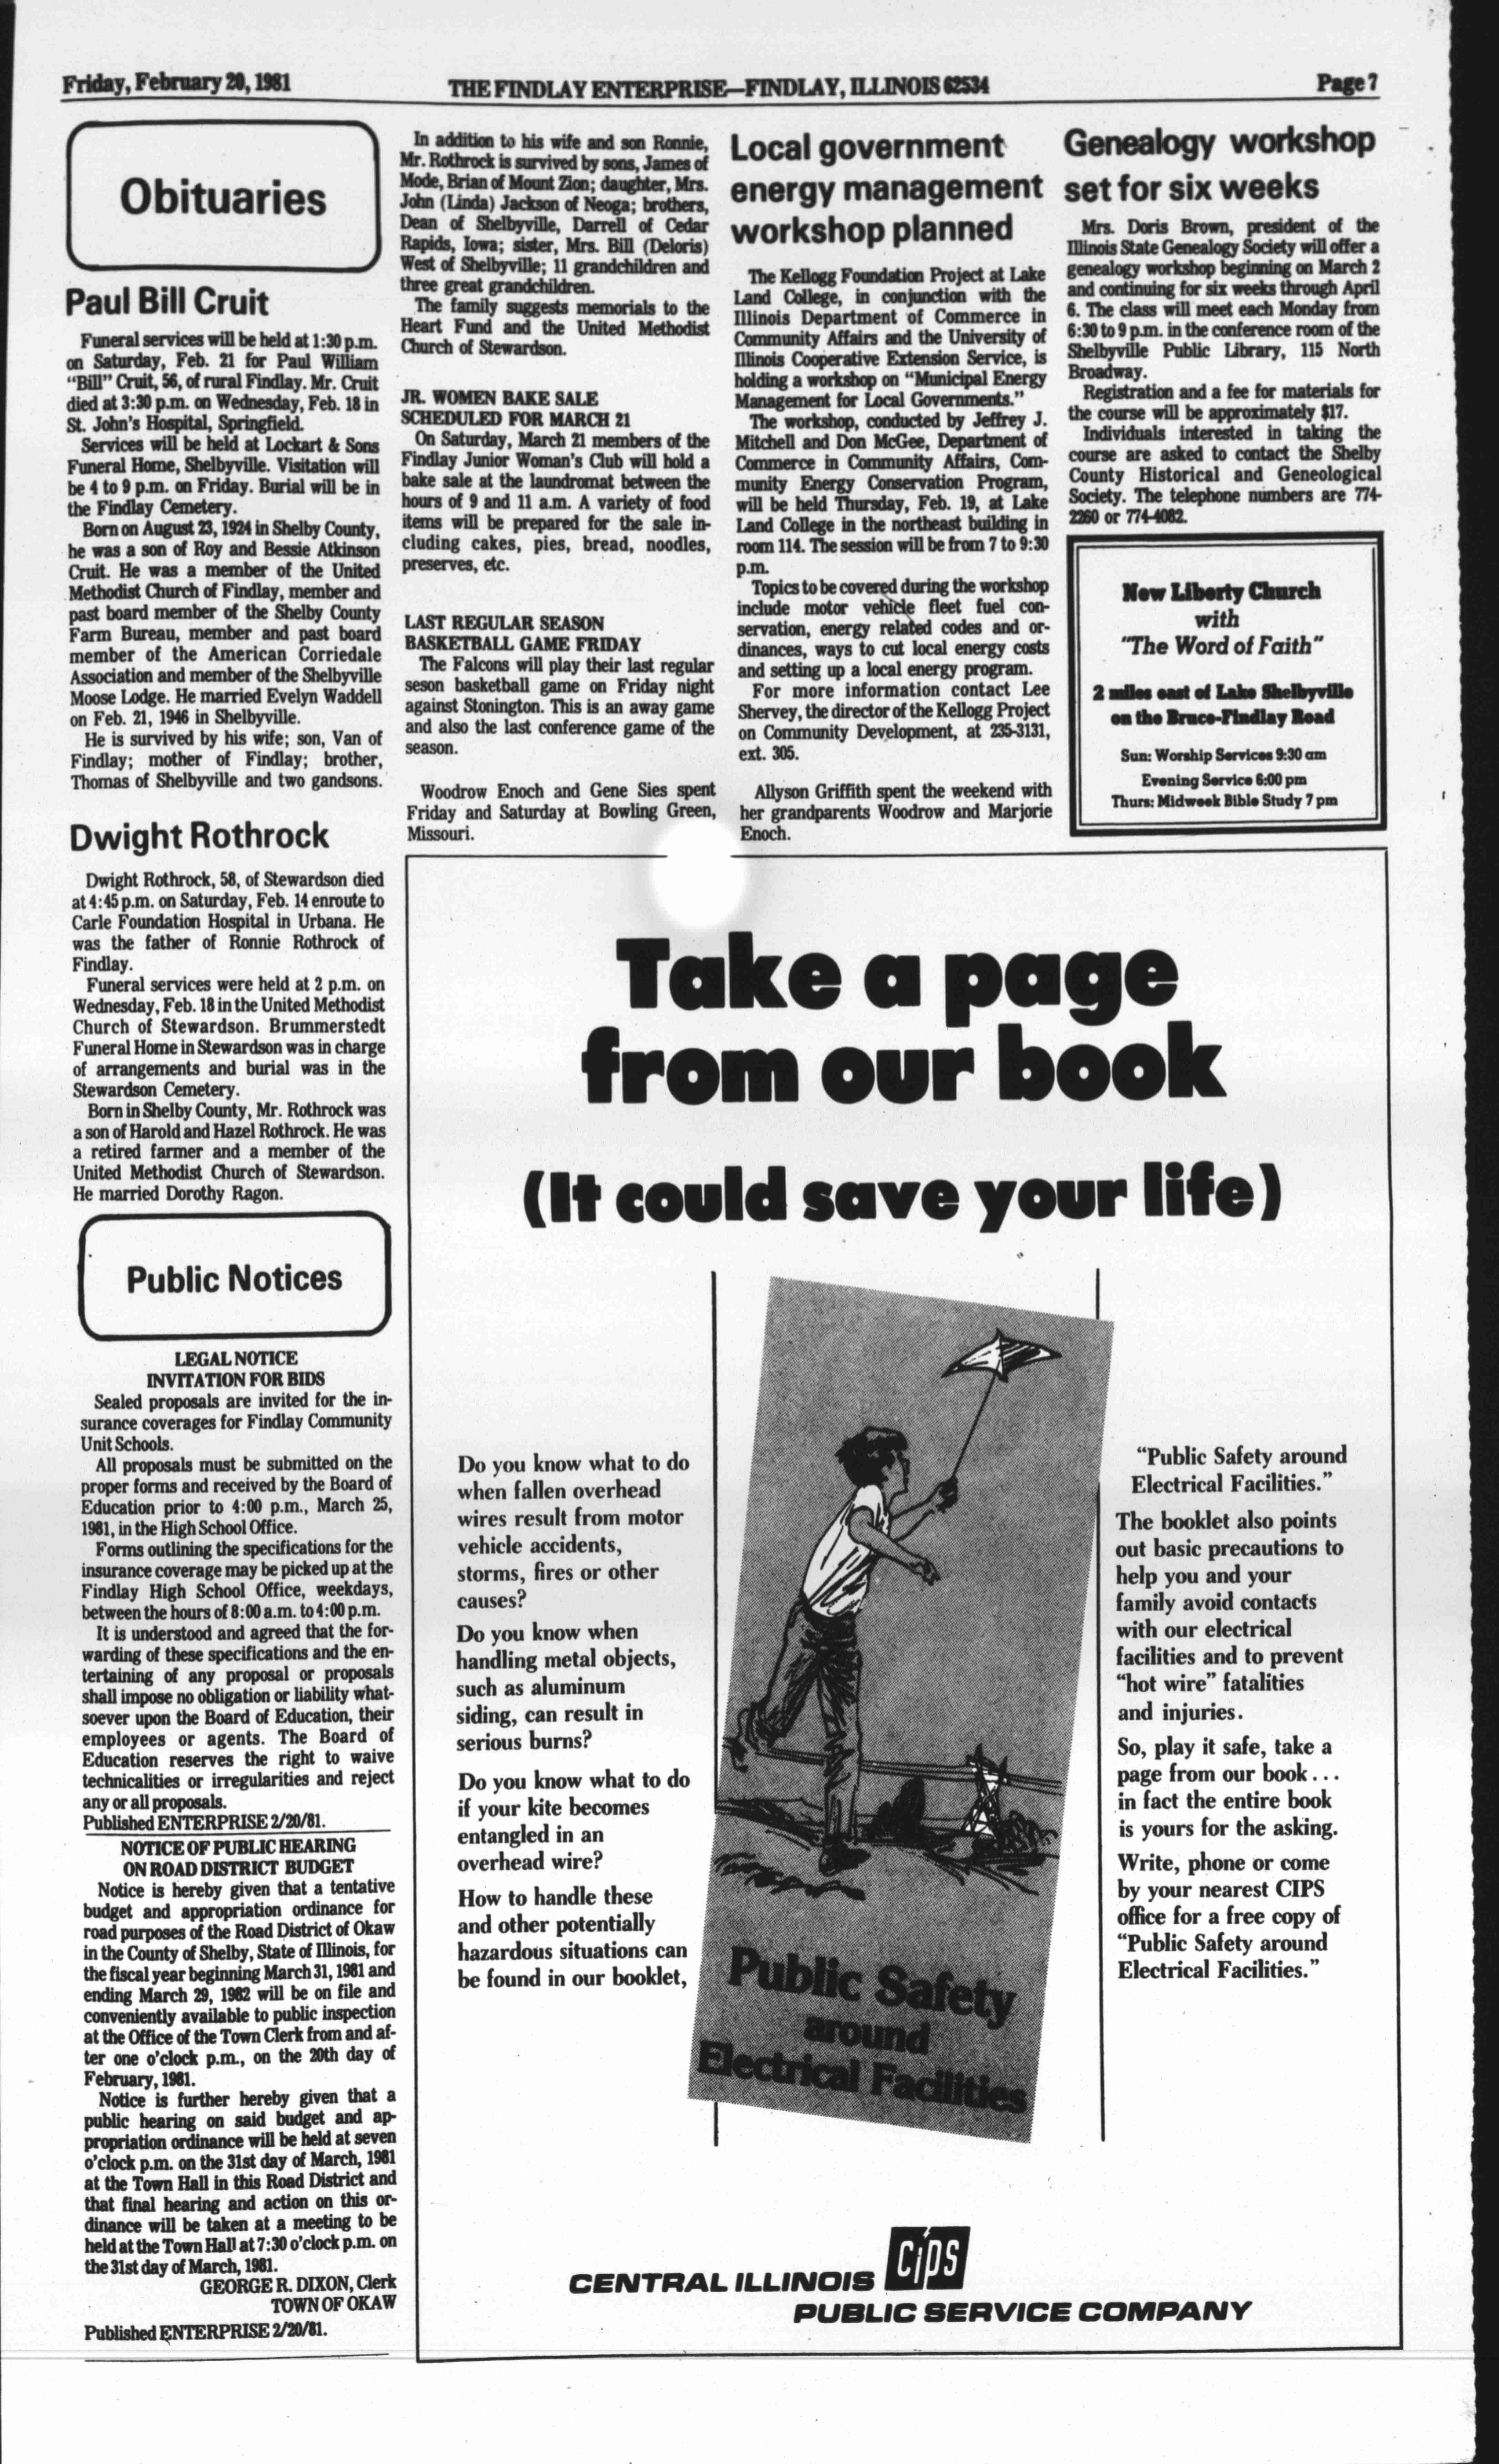 Friday, February 20, 1981
THE FINDLAY ENTERPRISE—FINDLAY, ILLINOIS 62534
Page 7
Obituaries
Paul Bill Cruit
Funeral services will be held at 1:30 p.m.
on Saturday, Feb. 21 for Paul William
"Bill" Cruit, 56, of rural Findlay. Mr. Cruit
died at 3:30 p.m. on Wednesday, Feb. 18 in
St. John's Hospital, Springfield.
Services will be held at Lockart & Sons
Funeral Home, Shelbyville. Visitation will
be 4 to 9 p.m. on Friday. Burial will be in
the Findlay Cemetery.
Born on August 23, 1924 in Shelby County,
he was a son of Roy and Bessie Atkinson
Cruit. He was a member of the United
Methodist Church of Findlay, member and
past board member of the Shelby County
Farm Bureau, member and past board
member of the American Corriedale
Association and member of the Shelbyville
Moose Lodge. He married Evelyn Waddell
on Feb. 21, 1946 in Shelbyville.
He is survived by his wife; son, Van of
Findlay; mother of Findlay; brother,
Thomas of Shelbyville and two gandsons.
Dwight Rothrock
Dwight Rothrock, 58, of Stewardson died
at 4:45 p.m. on Saturday, Feb. 14 enroute to
Carle Foundation Hospital in Urbana. He
was the father of Ronnie Rothrock of
Findlay.
Funeral services were held at 2 p.m. on
Wednesday, Feb. 18 in the United Methodist
Church of Stewardson. Brummerstedt
Funeral Home in Stewardson was in charge
of arrangements and burial was in the
Stewardson Cemetery.
Born in Shelby County, Mr. Rothrock was
a son of Harold and Hazel Rothrock. He was
a retired farmer and a member of the
United Methodist Church of Stewardson.
He married Dorothy Ragon.
In addition to his wife and son Ronnie,
Mr. Rothrock is survived by sons, James of
Mode, Brian of Mount Zion; daughter, Mrs.
John (Linda) Jackson of Neoga; brothers,
Dean of Shelbyville, Darrell of Cedar
Rapids, Iowa; sister, Mrs. Bill (Deloris)
West of Shelbyville; 11 grandchildren and
three great grandchildren.
The family suggests memorials to the
Heart Fund and the United Methodist
Church of Stewardson.
JR. WOMEN BAKE SALE
SCHEDULED FOR MARCH 21
On Saturday, March 21 members of the
Findlay Junior Woman's Club will hold a
bake sale at the laundromat between the
hours of 9 and 11 a.m. A variety of food
items will be prepared for the sale in-
cluding cakes, pies, bread, noodles,
preserves, etc.
LAST REGULAR SEASON
BASKETBALL GAME FRIDAY
The Falcons will play their last regular
seson basketball game on Friday night
against Stonington. This is an away game
and also the last conference game of the
season.
Woodrow Enoch and Gene Sies spent
Friday and Saturday at Bowling Green,
Missouri.
Local government
energy management
workshop planned
The Kellogg Foundation Project at Lake
Land College, in conjunction with the
Illinois Department of Commerce in
Community Affairs and the University of
Illinois Cooperative Extension Service, is
holding a workshop on "Municipal Energy
Management for Local Governments."
The workshop, conducted by Jeffrey J.
Mitchell and Don McGee, Department of
Commerce in Community Affairs, Com-
munity Energy Conservation Program,
will be held Thursday, Feb. 19, at Lake
Land College in the northeast building in
room 114. The session will be from 7 to 9:30
p.m.
Topics to be covered during the workshop
include motor vehicle fleet fuel con-
servation, energy related codes and or-
dinances, ways to cut local energy costs
and setting up a local energy program.
For more information contact Lee
Shervey, the director of the Kellogg Project
on Community Development, at 235-3131,
ext. 305.
Allyson Griffith spent the weekend with
her grandparents Woodrow and Marjorie
Enoch.
Genealogy workshop
set for six weeks
Mrs. Doris Brown, president of the
Illinois State Genealogy Society will offer a
genealogy workshop beginning on March 2
and continuing for six weeks through April
6. The class will meet each Monday from
6:30 to 9 p.m. in the conference room of the
Shelbyville Public Library, 115 North
Broadway.
Registration and a fee for materials for
the course will be approximately $17.
Individuals interested in taking the
course are asked to contact the Shelby
County Historical and Geneological
Society. The telephone numbers are 774-
2260 or 774-4082.
New Liberty Church
with
"The Word of Faith"
2 miles east of Lake Shelbyville
on the Bruce-Findlay Road
Sun: Worship Services 9:30 am
Evening Service 6:00 pm
Thurs: Midweek Bible Study 7 pm
Public Notices
LEGAL NOTICE
INVITATION FOR BIDS
Sealed proposals are invited for the in-
surance coverages for Findlay Community
Unit Schools.
All proposals must be submitted on the
proper forms and received by the Board of
Education prior to 4:00 p.m., March 25,
1981, in the High School Office.
Forms outlining the specifications for the
insurance coverage may be picked up at the
Findlay High School Office, weekdays,
between the hours of 8:00 a.m. to 4:00 p.m.
It is understood and agreed that the for-
warding of these specifications and the en-
tertaining of any proposal or proposals
shall impose no obligation or liability what-
soever upon the Board of Education, their
employees or agents. The Board of
Education reserves the right to waive
technicalities or irregularities and reject
any or all proposals.
Published ENTERPRISE 2/20/81.
NOTICE OF PUBLIC HEARING
ON ROAD DISTRICT BUDGET
Notice is hereby given that a tentative
budget and appropriation ordinance for
road purposes of the Road District of Okaw
in the County of Shelby, State of Illinois, for
the fiscal year beginning March 31, 1981 and
ending March 29, 1982 will be on file and
conveniently available to public inspection
at the Office of the Town Clerk from and af-
ter one o'clock p.m., on the 20th day of
February, 1981.
Notice is further hereby given that a
public hearing on said budget and ap-
propriation ordinance will be held at seven
o'clock p.m. on the 31st day of March, 1981
at the Town Hall in this Road District and
that final hearing and action on this or-
dinance will be taken at a meeting to be
held at the Town Hall at 7:30 o'clock p.m. on
the 31st day of March, 1981.
GEORGE R. DIXON, Clerk
TOWN OF OKAW
Published ENTERPRISE 2/20/81.
Take a page
from our book
(It could save your life)
Do you know what to do
when fallen overhead
wires result from motor
vehicle accidents,
storms, fires or other
causes?
Do you know when
handling metal objects,
such as aluminum
siding, can result in
serious burns?
Do you know what to do
if your kite becomes
entangled in an
overhead wire?
How to handle these
and other potentially
hazardous situations can
be found in our booklet,
Public Safety
around
Electrical Facilities
"Public Safety around
Electrical Facilities."
The booklet also points
out basic precautions to
help you and your
family avoid contacts
with our electrical
facilities and to prevent
"hot wire" fatalities
and injuries.
So, play it safe, take a
page from our book...
in fact the entire book
is yours for the asking.
Write, phone or come
by your nearest CIPS
office for a free copy of
"Public Safety around
Electrical Facilities."
CIPS
CENTRAL ILLINOIS
PUBLIC SERVICE COMPANY